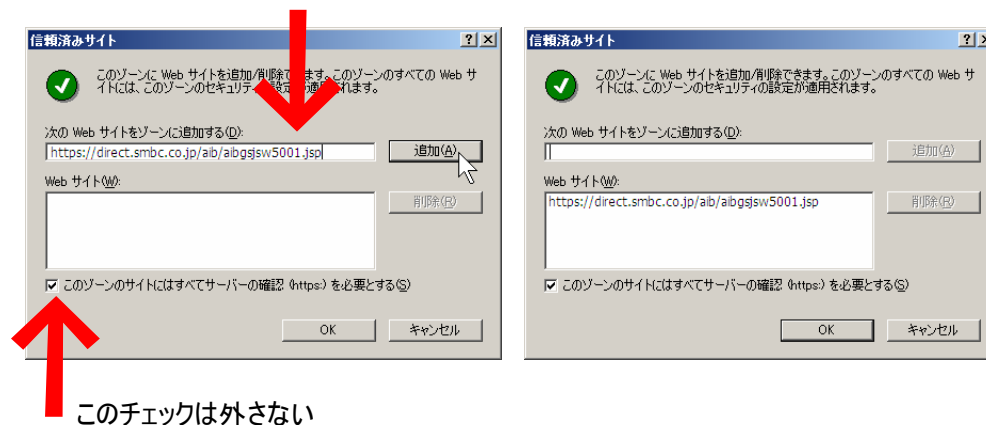 信頼済みサイト
このゾーンに Web サイトを追加/削除できます。このゾーンのすべての Web サ
イトには、このゾーンのセキュリティの設定が適用されます。
次の Web サイトをゾーンに追加する(D):
https://direct.smbc.co.jp/aib/aibgsjsw5001.jsp
追加(A)
Web サイト(W):
削除(R)
このゾーンのサイトにはすべてサーバーの確認 (https:) を必要とする(S)
OK
キャンセル
このチェックは外さない
信頼済みサイト
このゾーンに Web サイトを追加/削除できます。このゾーンのすべての Web サ
イトには、このゾーンのセキュリティの設定が適用されます。
次の Web サイトをゾーンに追加する(D):
追加(A)
Web サイト(W):
https://direct.smbc.co.jp/aib/aibgsjsw5001.jsp
削除(R)
このゾーンのサイトにはすべてサーバーの確認 (https:) を必要とする(S)
OK
キャンセル